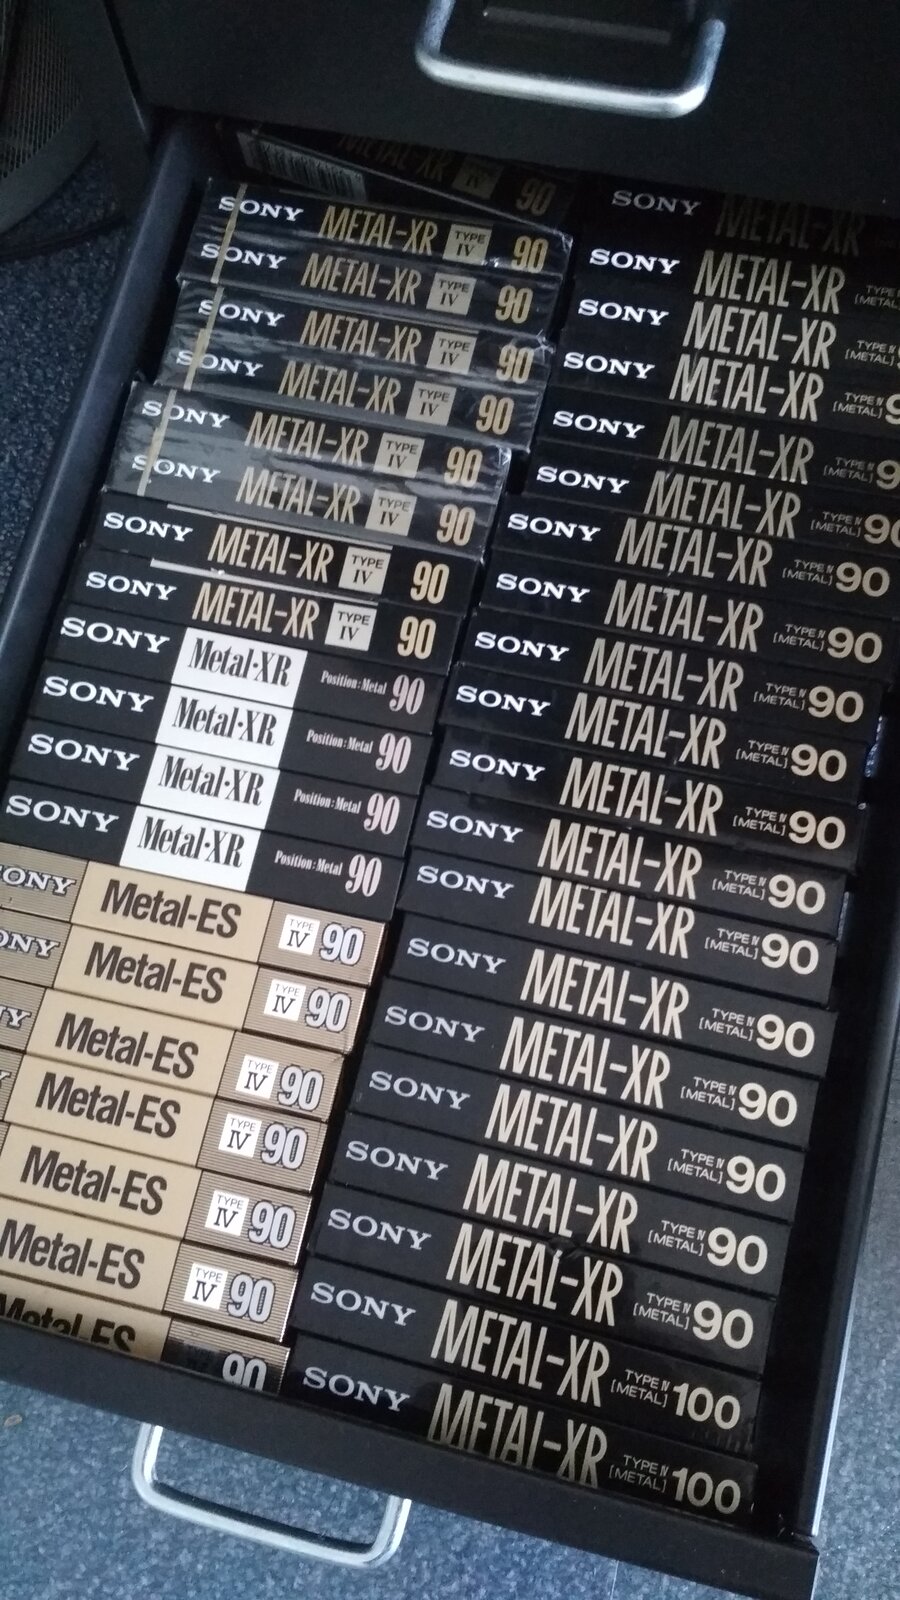 METAL-XR 90
SONY METAL-XR TYPE IV 90
SONY METAL-XR TYPE IV 90
SONY METAL-XR TYPE IV 90
SONY METAL-XR TYPE IV 90
SONY METAL-XR TYPE IV 90
SONY METAL-XR TYPE IV 90
SONY METAL-XR TYPE IV 90
SONY METAL-XR TYPE IV 90
SONY Metal·XR Position:Metal 90
SONY Metal·XR Position:Metal 90
SONY Metal·XR Position:Metal 90
SONY Metal·XR Position:Metal 90
SONY Metal-ES TYPE IV 90
ONY Metal-ES TYPE IV 90
Y Metal-ES TYPE IV 90
Metal-ES TYPE IV 90
Metal-ES TYPE IV 90
Metal-ES TYPE IV 90
Metal-ES 90
SONY METAL-XR
SONY METAL-XR TYPE [METAL
SONY METAL-XR TYPE IV [METAL]
SONY METAL-XR TYPE IV [METAL] 9
SONY METAL-XR TYPE IV [METAL] 9
SONY METAL-XR TYPE IV [METAL] 90
SONY METAL-XR TYPE IV [METAL] 90
SONY METAL-XR TYPE IV [METAL] 90
SONY METAL-XR TYPE IV [METAL] 90
SONY METAL-XR TYPE IV [METAL] 90
SONY METAL-XR TYPE IV [METAL] 90
SONY METAL-XR TYPE IV [METAL] 90
SONY METAL-XR TYPE IV [METAL] 90
SONY METAL-XR TYPE IV [METAL] 90
SONY METAL-XR TYPE IV [METAL] 90
SONY METAL-XR TYPE IV [METAL] 90
SONY METAL-XR TYPE IV [METAL] 90
SONY METAL-XR TYPE IV [METAL] 90
SONY METAL-XR TYPE IV [METAL] 100
SONY METAL-XR TYPE IV [METAL] 100